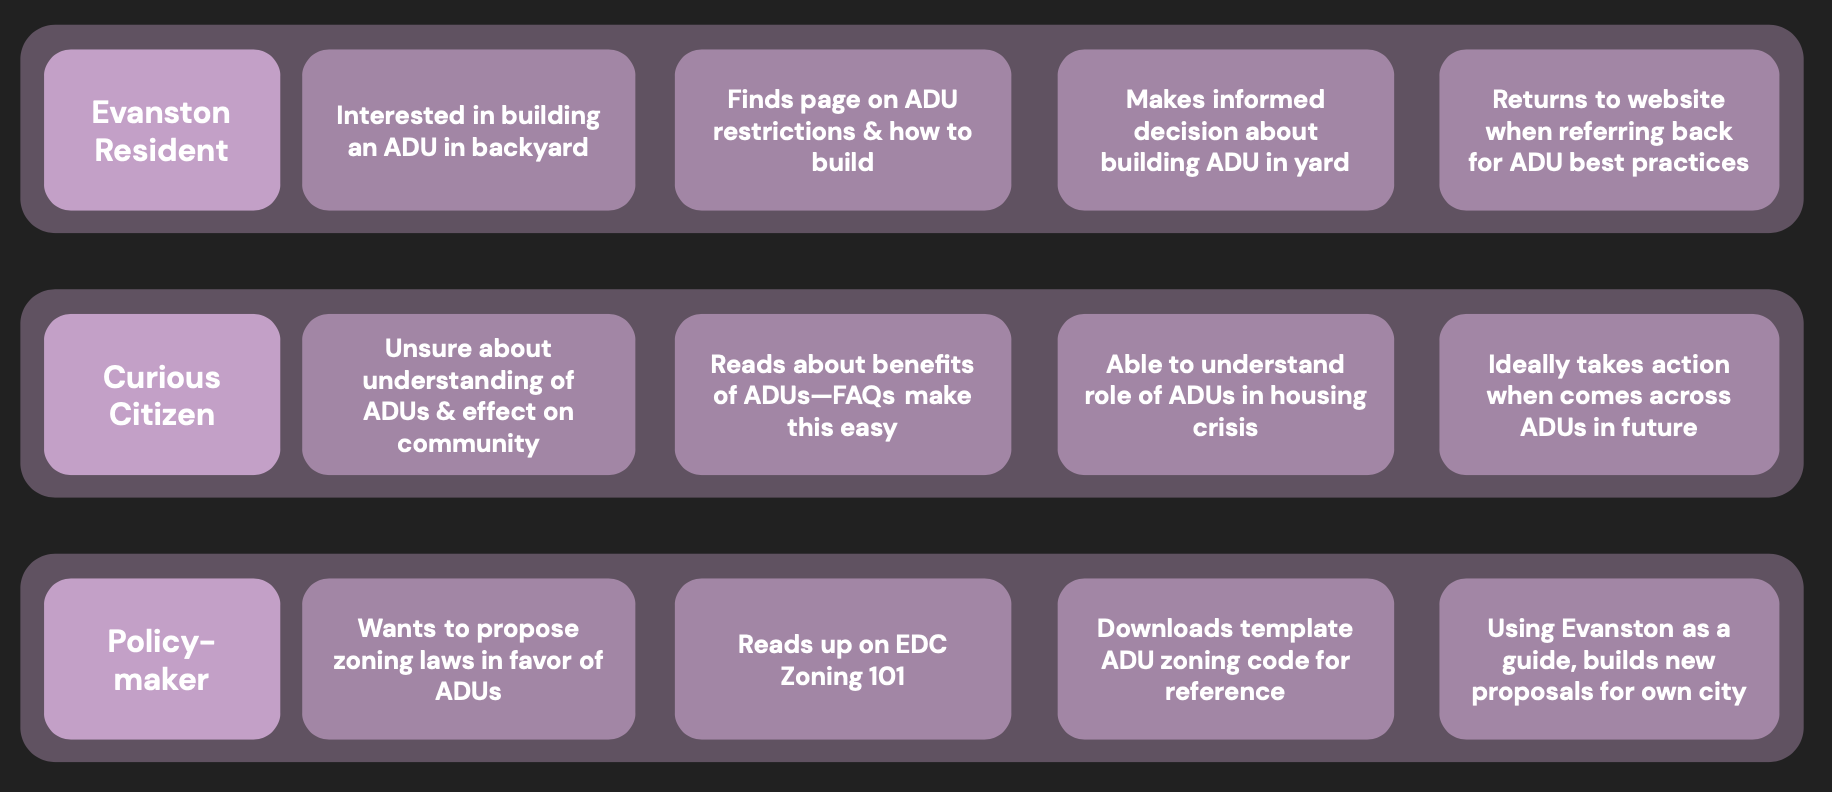 Evanston
Resident
Interested in building
an ADU in backyard
Finds page on ADU
restrictions & how to
build
Makes informed
decision about
building ADU in yard
Returns to website
when referring back
for ADU best practices
Curious
Citizen
Unsure about
understanding of
ADUs & effect on
community
Reads about benefits
of ADUs—FAQs make
this easy
Able to understand
role of ADUs in housing
crisis
Ideally takes action
when comes across
ADUs in future
Policy-
maker
Wants to propose
zoning laws in favor of
ADUs
Reads up on EDC
Zoning 101
Downloads template
ADU zoning code for
reference
Using Evanston as a
guide, builds new
proposals for own city